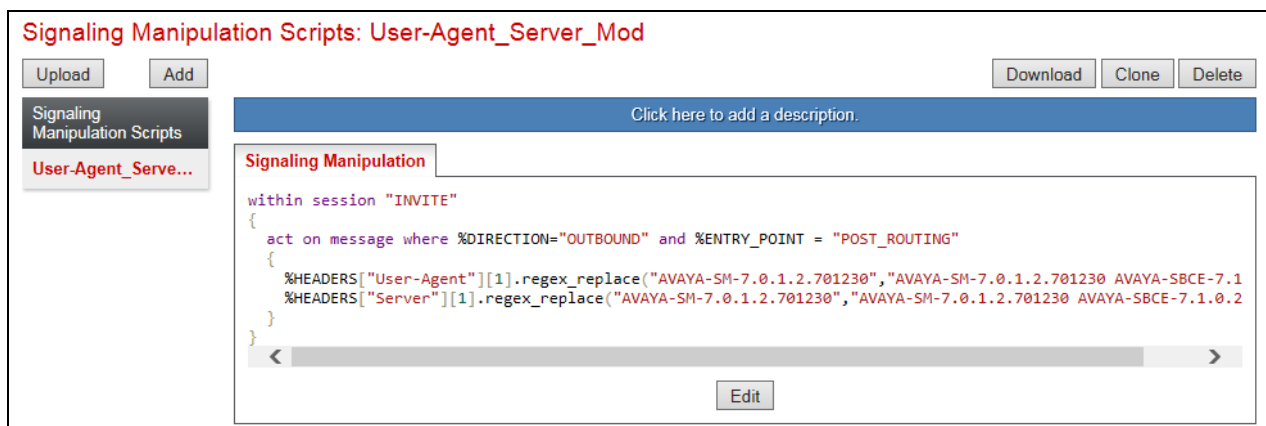 Signaling Manipulation Scripts: User-Agent_Server_Mod
Upload Add Download Clone Delete
Signaling
Manipulation Scripts
User-Agent_Serve...
Click here to add a description.
Signaling Manipulation
within session "INVITE"
{
act on message where %DIRECTION="OUTBOUND" and %ENTRY_POINT = "POST_ROUTING"
{
%HEADERS["User-Agent"][1].regex_replace("AVAYA-SM-7.0.1.2.701230","AVAYA-SM-7.0.1.2.701230 AVAYA-SBCE-7.1
%HEADERS["Server"][1].regex_replace("AVAYA-SM-7.0.1.2.701230","AVAYA-SM-7.0.1.2.701230 AVAYA-SBCE-7.1.0.2
}
}
Edit